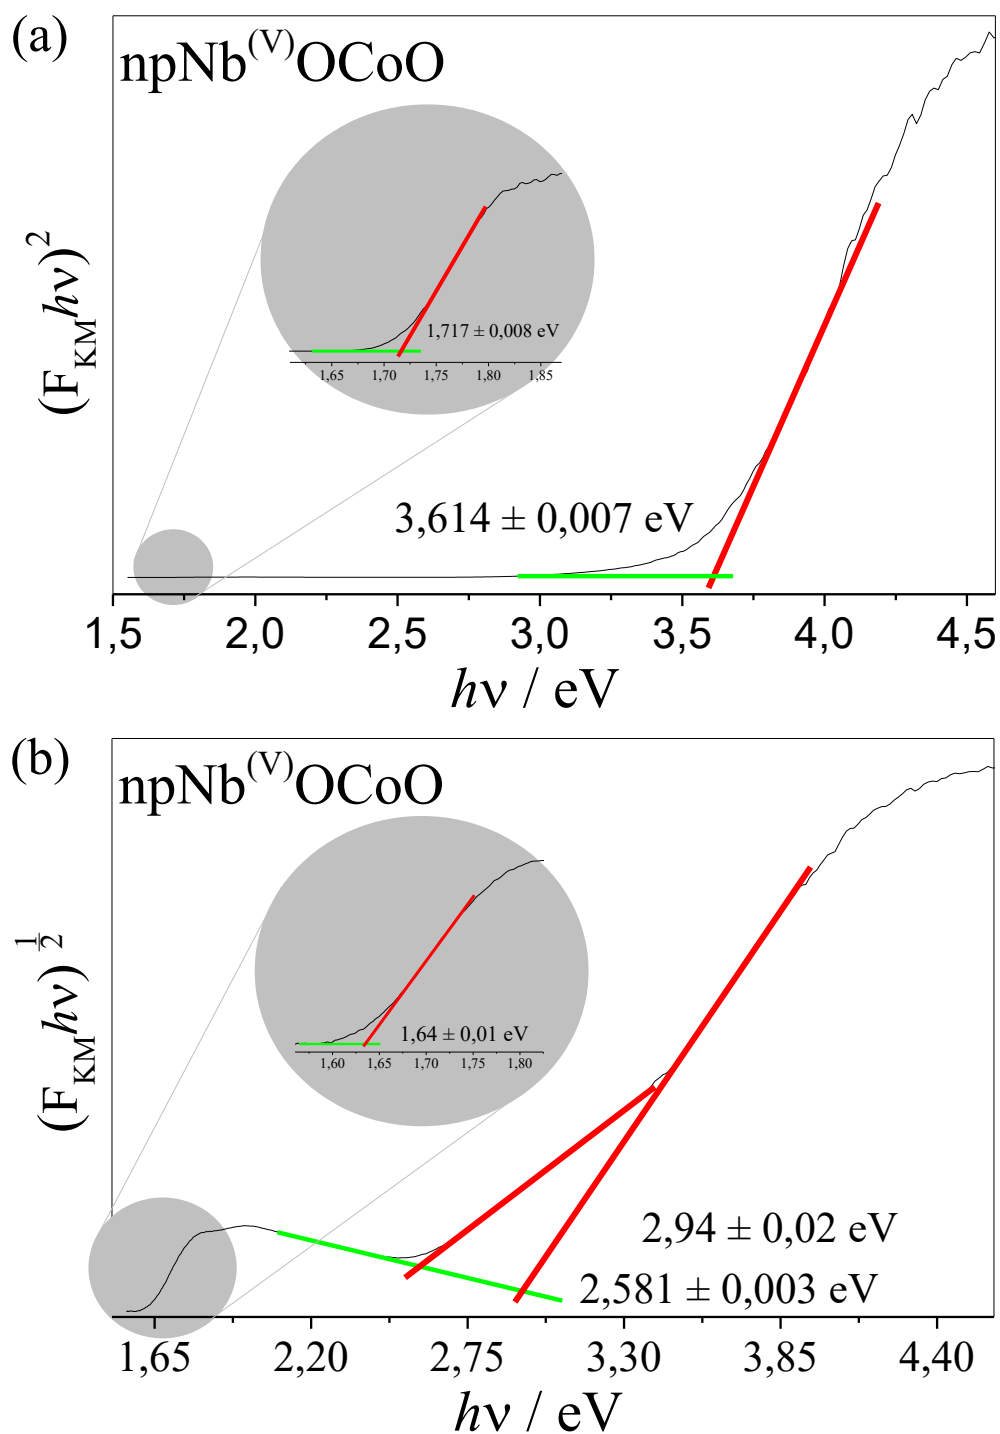 (a)
npNb(V)OCoO
(FKMhν)2
1,717 ± 0,008 eV
1,65 1,70 1,75 1,80 1,85
3,614 ± 0,007 eV
1,5 2,0 2,5 3,0 3,5 4,0 4,5
hν / eV
(b)
npNb(V)OCoO
(FKMhν)1/2
1,64 ± 0,01 eV
1,60 1,65 1,70 1,75 1,80
2,94 ± 0,02 eV
2,581 ± 0,003 eV
1,65 2,20 2,75 3,30 3,85 4,40
hν / eV